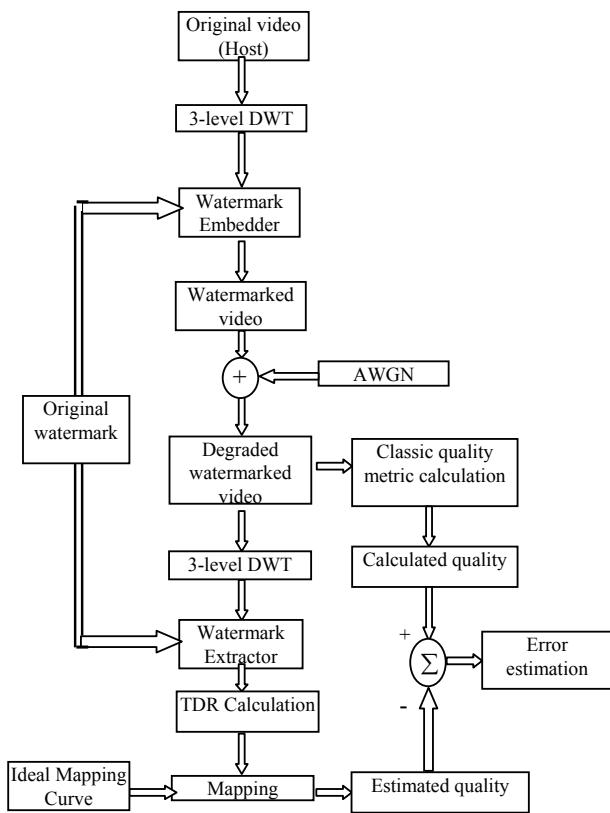 Original video
(Host)
3-level DWT
Watermark
Embedder
Watermarked
video
+
AWGN
Original
watermark
Degraded
watermarked
video
Classic quality
metric calculation
3-level DWT
Calculated quality
Watermark
Extractor
+
Σ
-
Error
estimation
TDR Calculation
Ideal Mapping
Curve
Mapping
Estimated quality